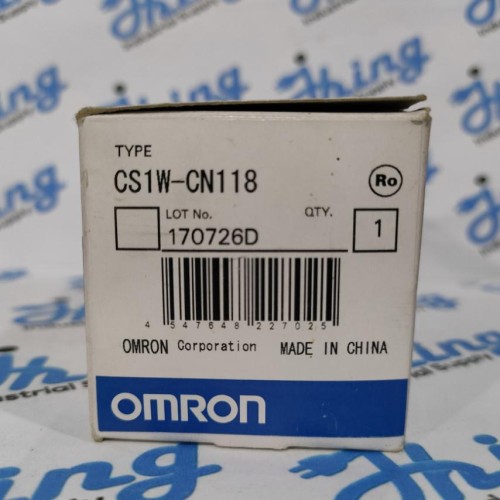 TYPE
CS1W-CN118
Ro
LOT No.
QTY.
170726D
1
4 547648 227025
OMRON Corporation MADE IN CHINA
OMRON